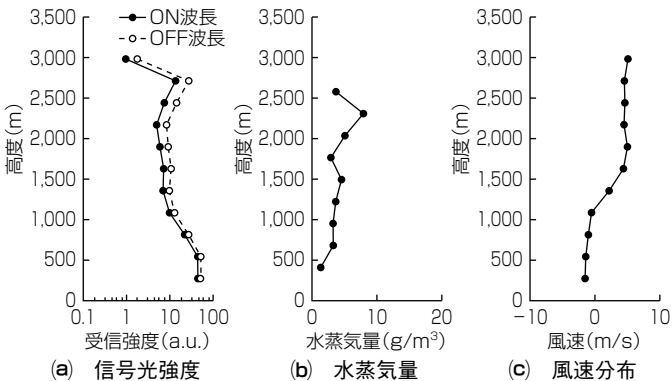 ON波長
OFF波長
3,500
3,000
2,500
2,000
1,500
1,000
500
0
高度(m)
0.1 1 10 100
受信強度(a.u.)
(a) 信号光強度
3,500
3,000
2,500
2,000
1,500
1,000
500
0
高度(m)
0 10 20
水蒸気量(g/m³)
(b) 水蒸気量
3,500
3,000
2,500
2,000
1,500
1,000
500
0
高度(m)
−10 0 10
風速(m/s)
(c) 風速分布